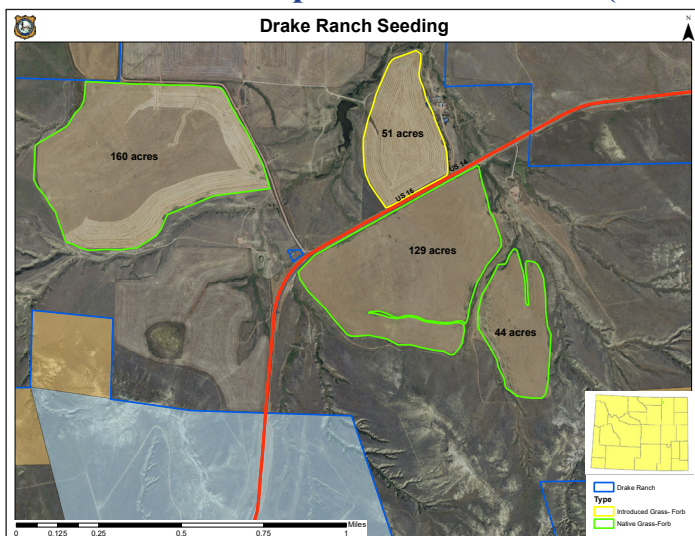 Drake Ranch Seeding
N
160 acres
51 acres
US 16
US 14
129 acres
44 acres
Drake Ranch
Type
Introduced Grass- Forb
Native Grass-Forb
Miles
0 0.125 0.25 0.5 0.75 1